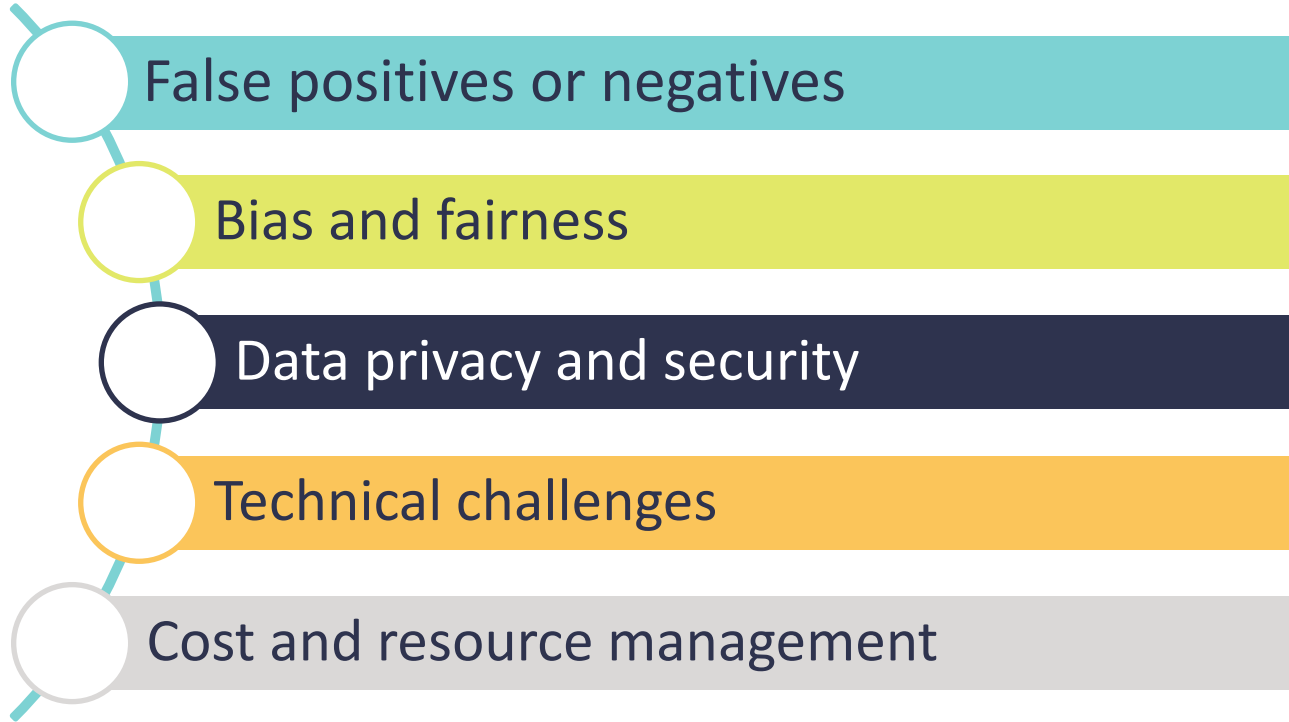 False positives or negatives
Bias and fairness
Data privacy and security
Technical challenges
Cost and resource management